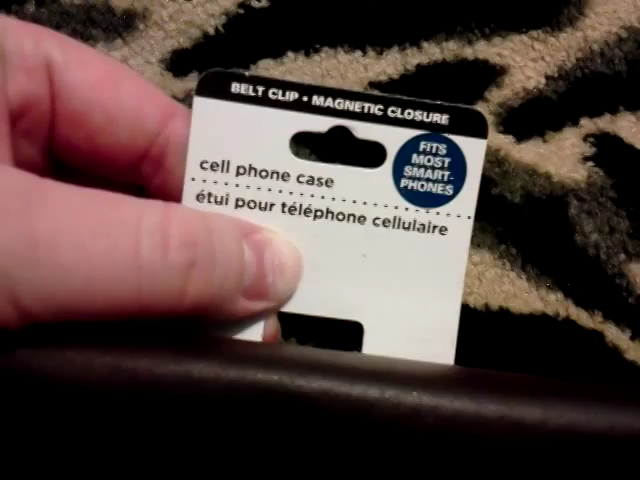 BELT CLIP • MAGNETIC CLOSURE
FITS
MOST
SMART-
PHONES
cell phone case
étui pour téléphone cellulaire